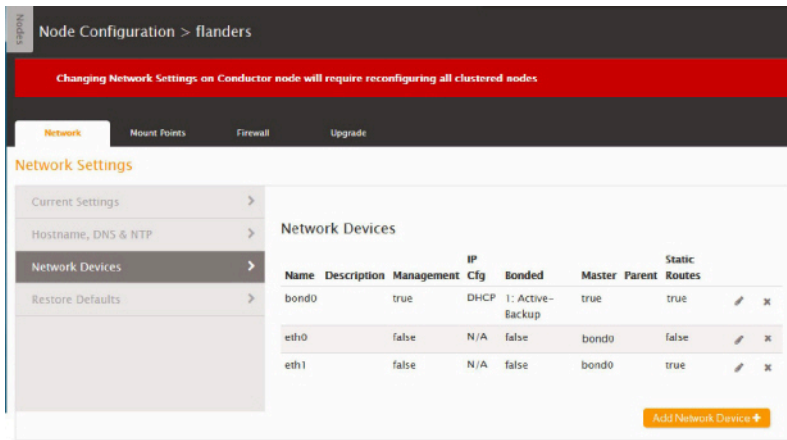 Nodes
Node Configuration > flanders
Changing Network Settings on Conductor node will require reconfiguring all clustered nodes
Network Mount Points Firewall Upgrade
Network Settings
Current Settings
Hostname, DNS & NTP
Network Devices
Restore Defaults
Network Devices
Name Description Management IP Cfg Bonded Master Parent Static Routes
bond0 true DHCP 1: Active-Backup true true
eth0 false N/A false bond0 false
eth1 false N/A false bond0 true
Add Network Device +